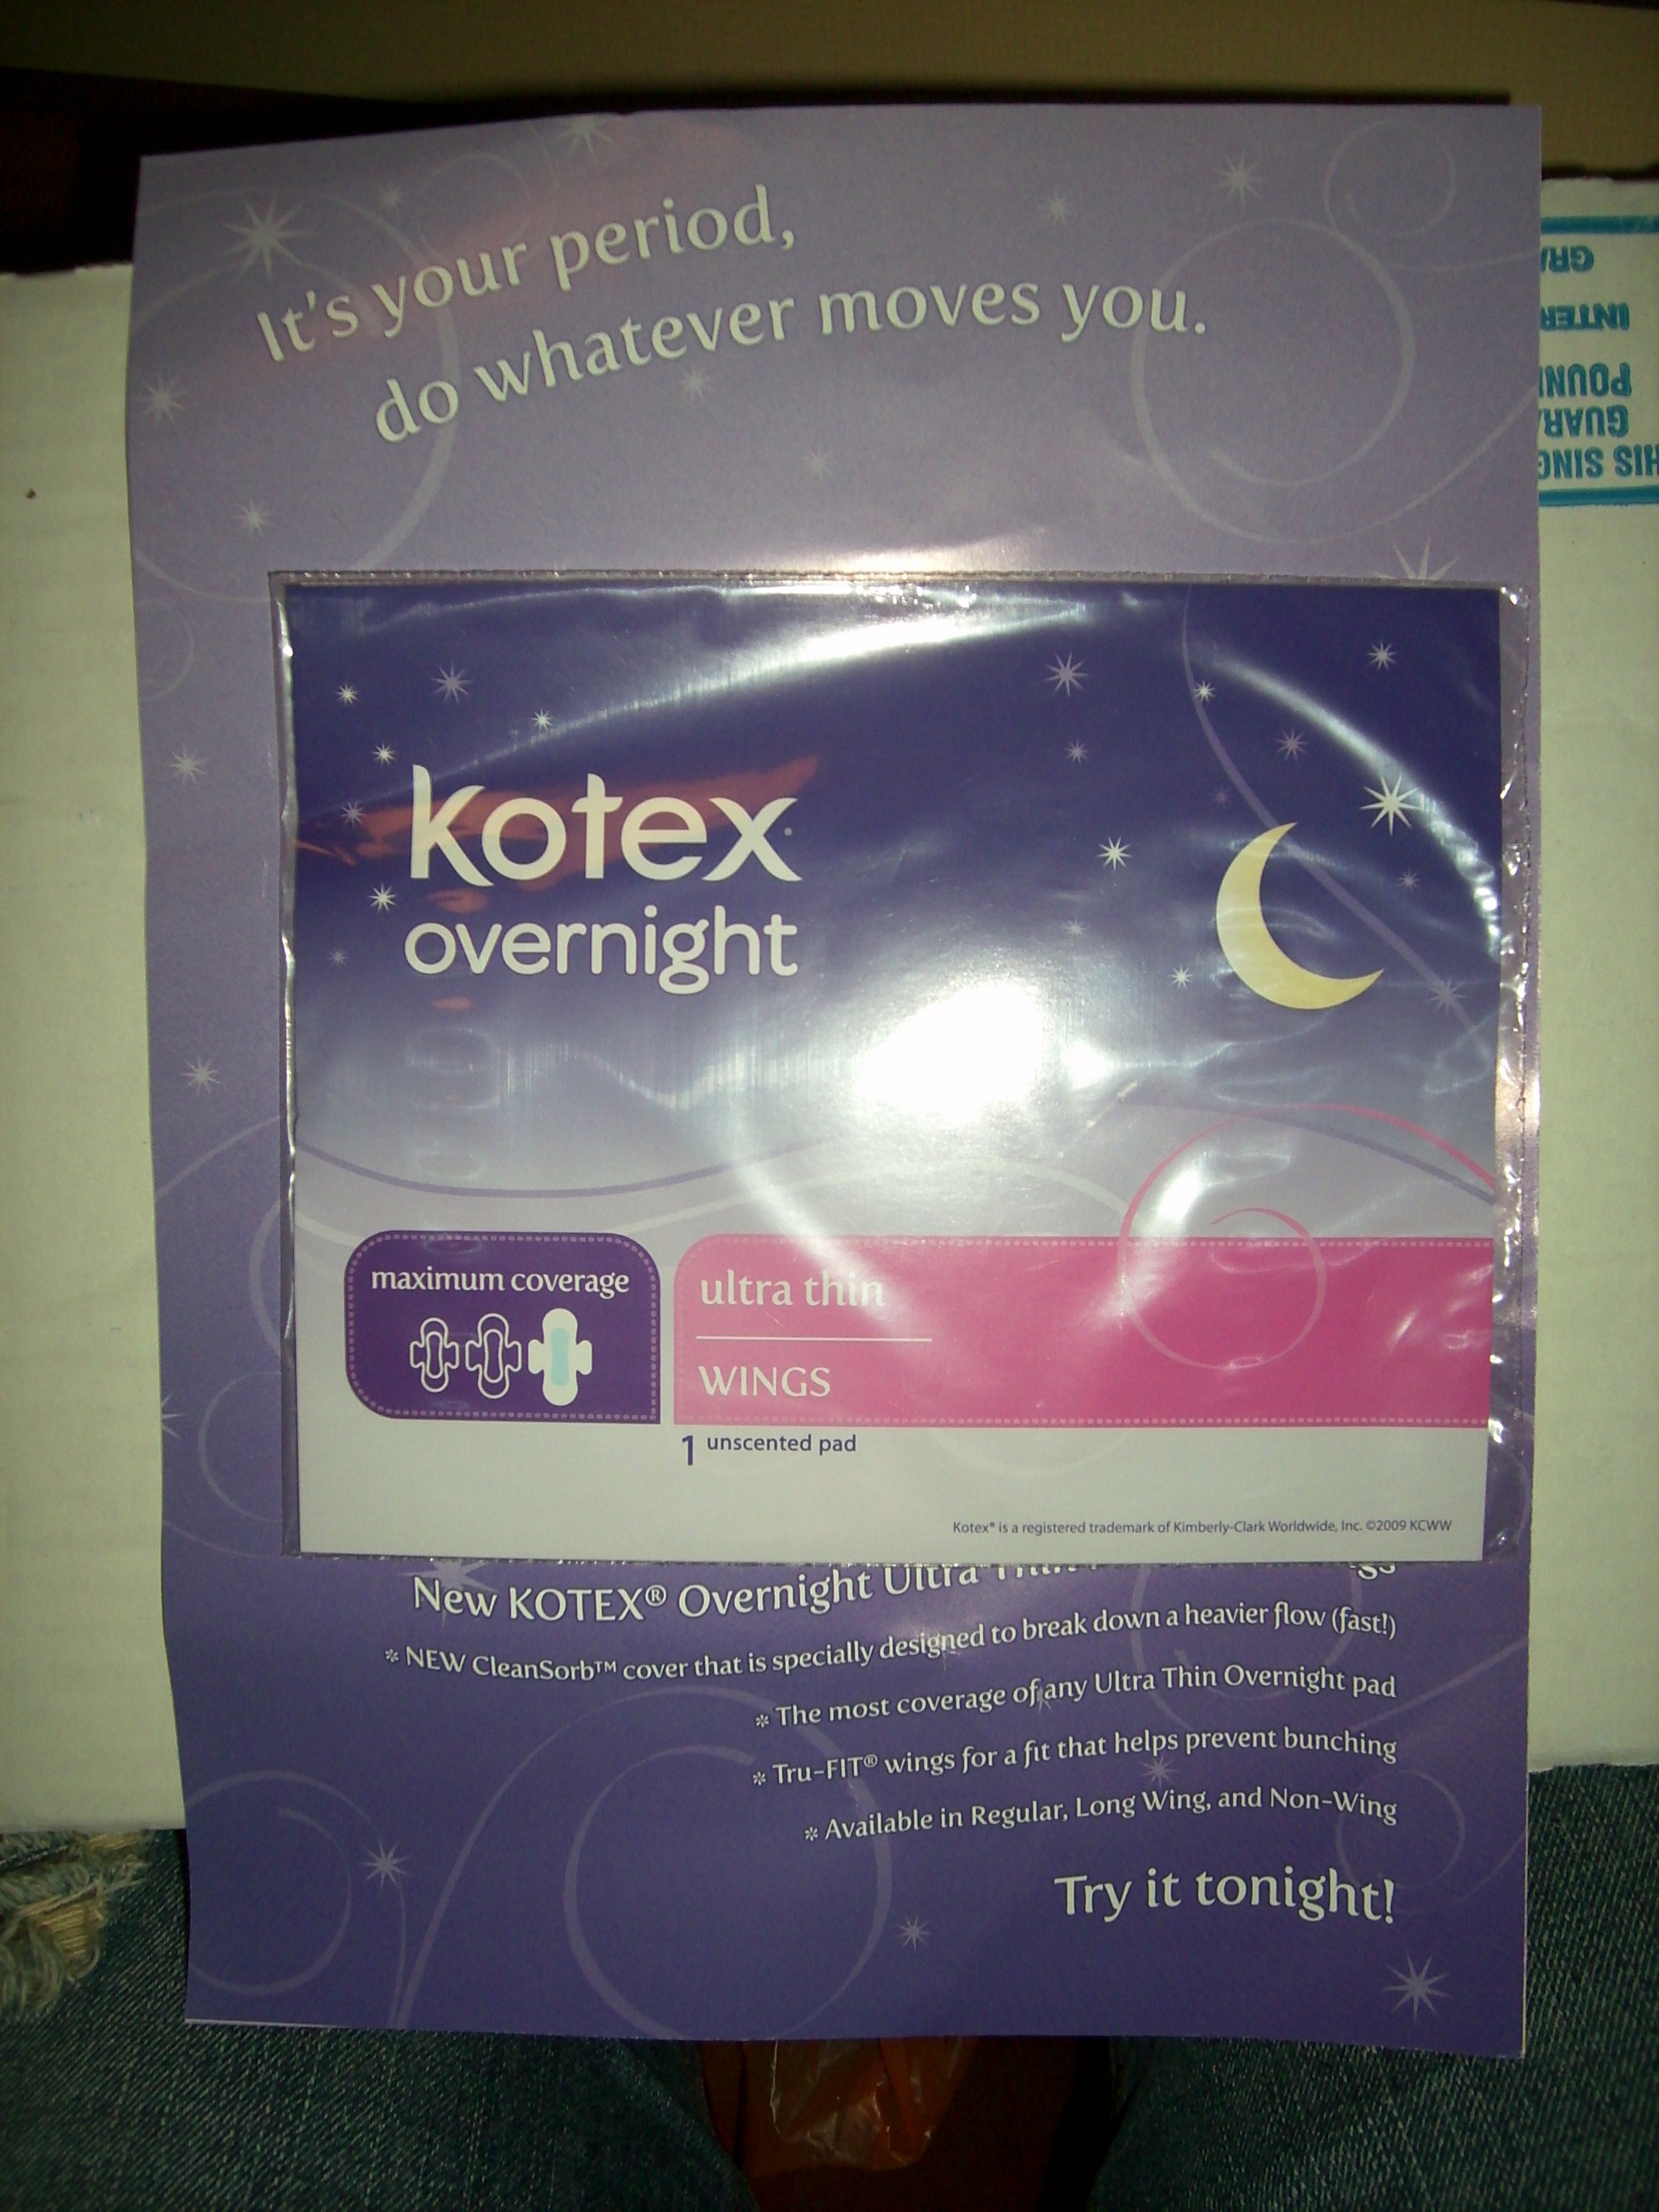 It's your period,
do whatever moves you.
kotex
overnight
maximum coverage
ultra thin
WINGS
1 unscented pad
Kotex® is a registered trademark of Kimberly-Clark Worldwide, Inc. ©2009 KCWW
New KOTEX® Overnight Ultra
* NEW CleanSorb™ cover that is specially designed to break down a heavier flow (fast!)
* The most coverage of any Ultra Thin Overnight pad
* Tru-FIT® wings for a fit that helps prevent bunching
* Available in Regular, Long Wing, and Non-Wing
Try it tonight!